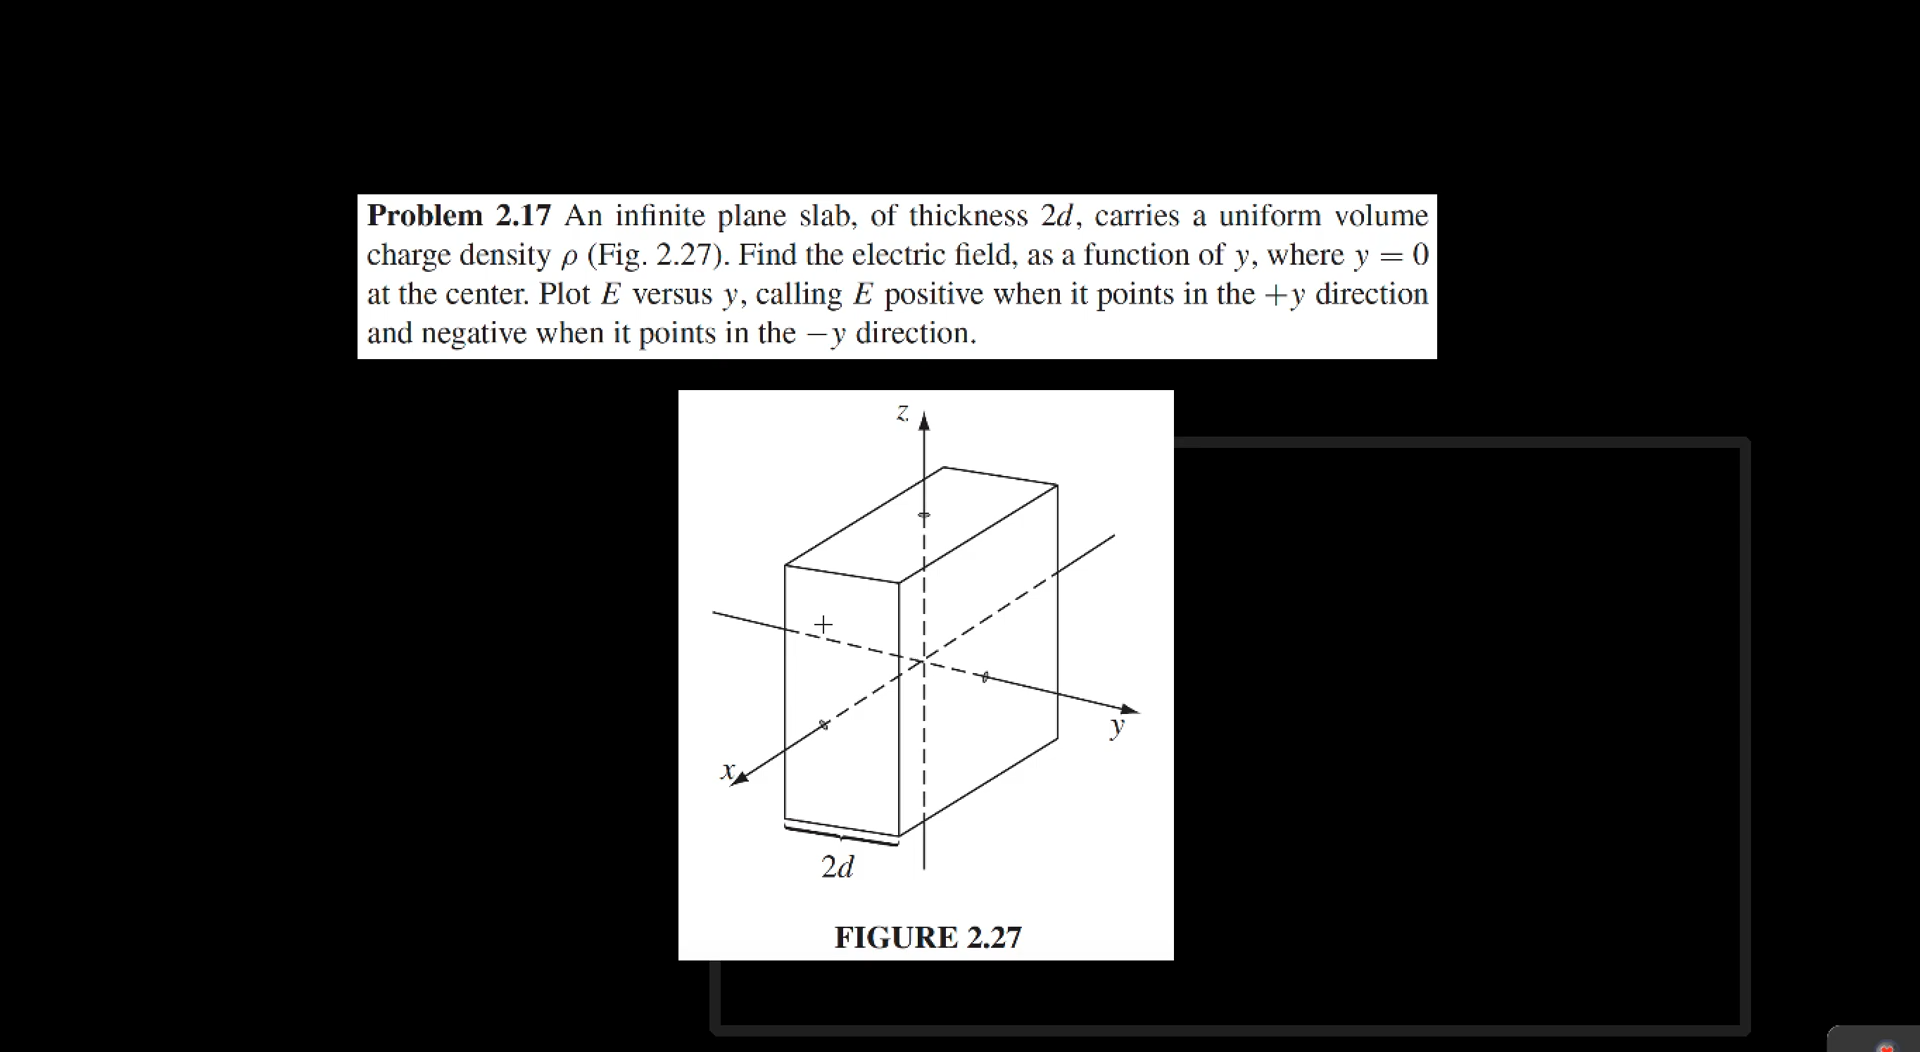 Problem 2.17 An infinite plane slab, of thickness 2d, carries a uniform volume
charge density ρ (Fig. 2.27). Find the electric field, as a function of y, where y = 0
at the center. Plot E versus y, calling E positive when it points in the +y direction
and negative when it points in the −y direction.
z
+
y
x
2d
FIGURE 2.27